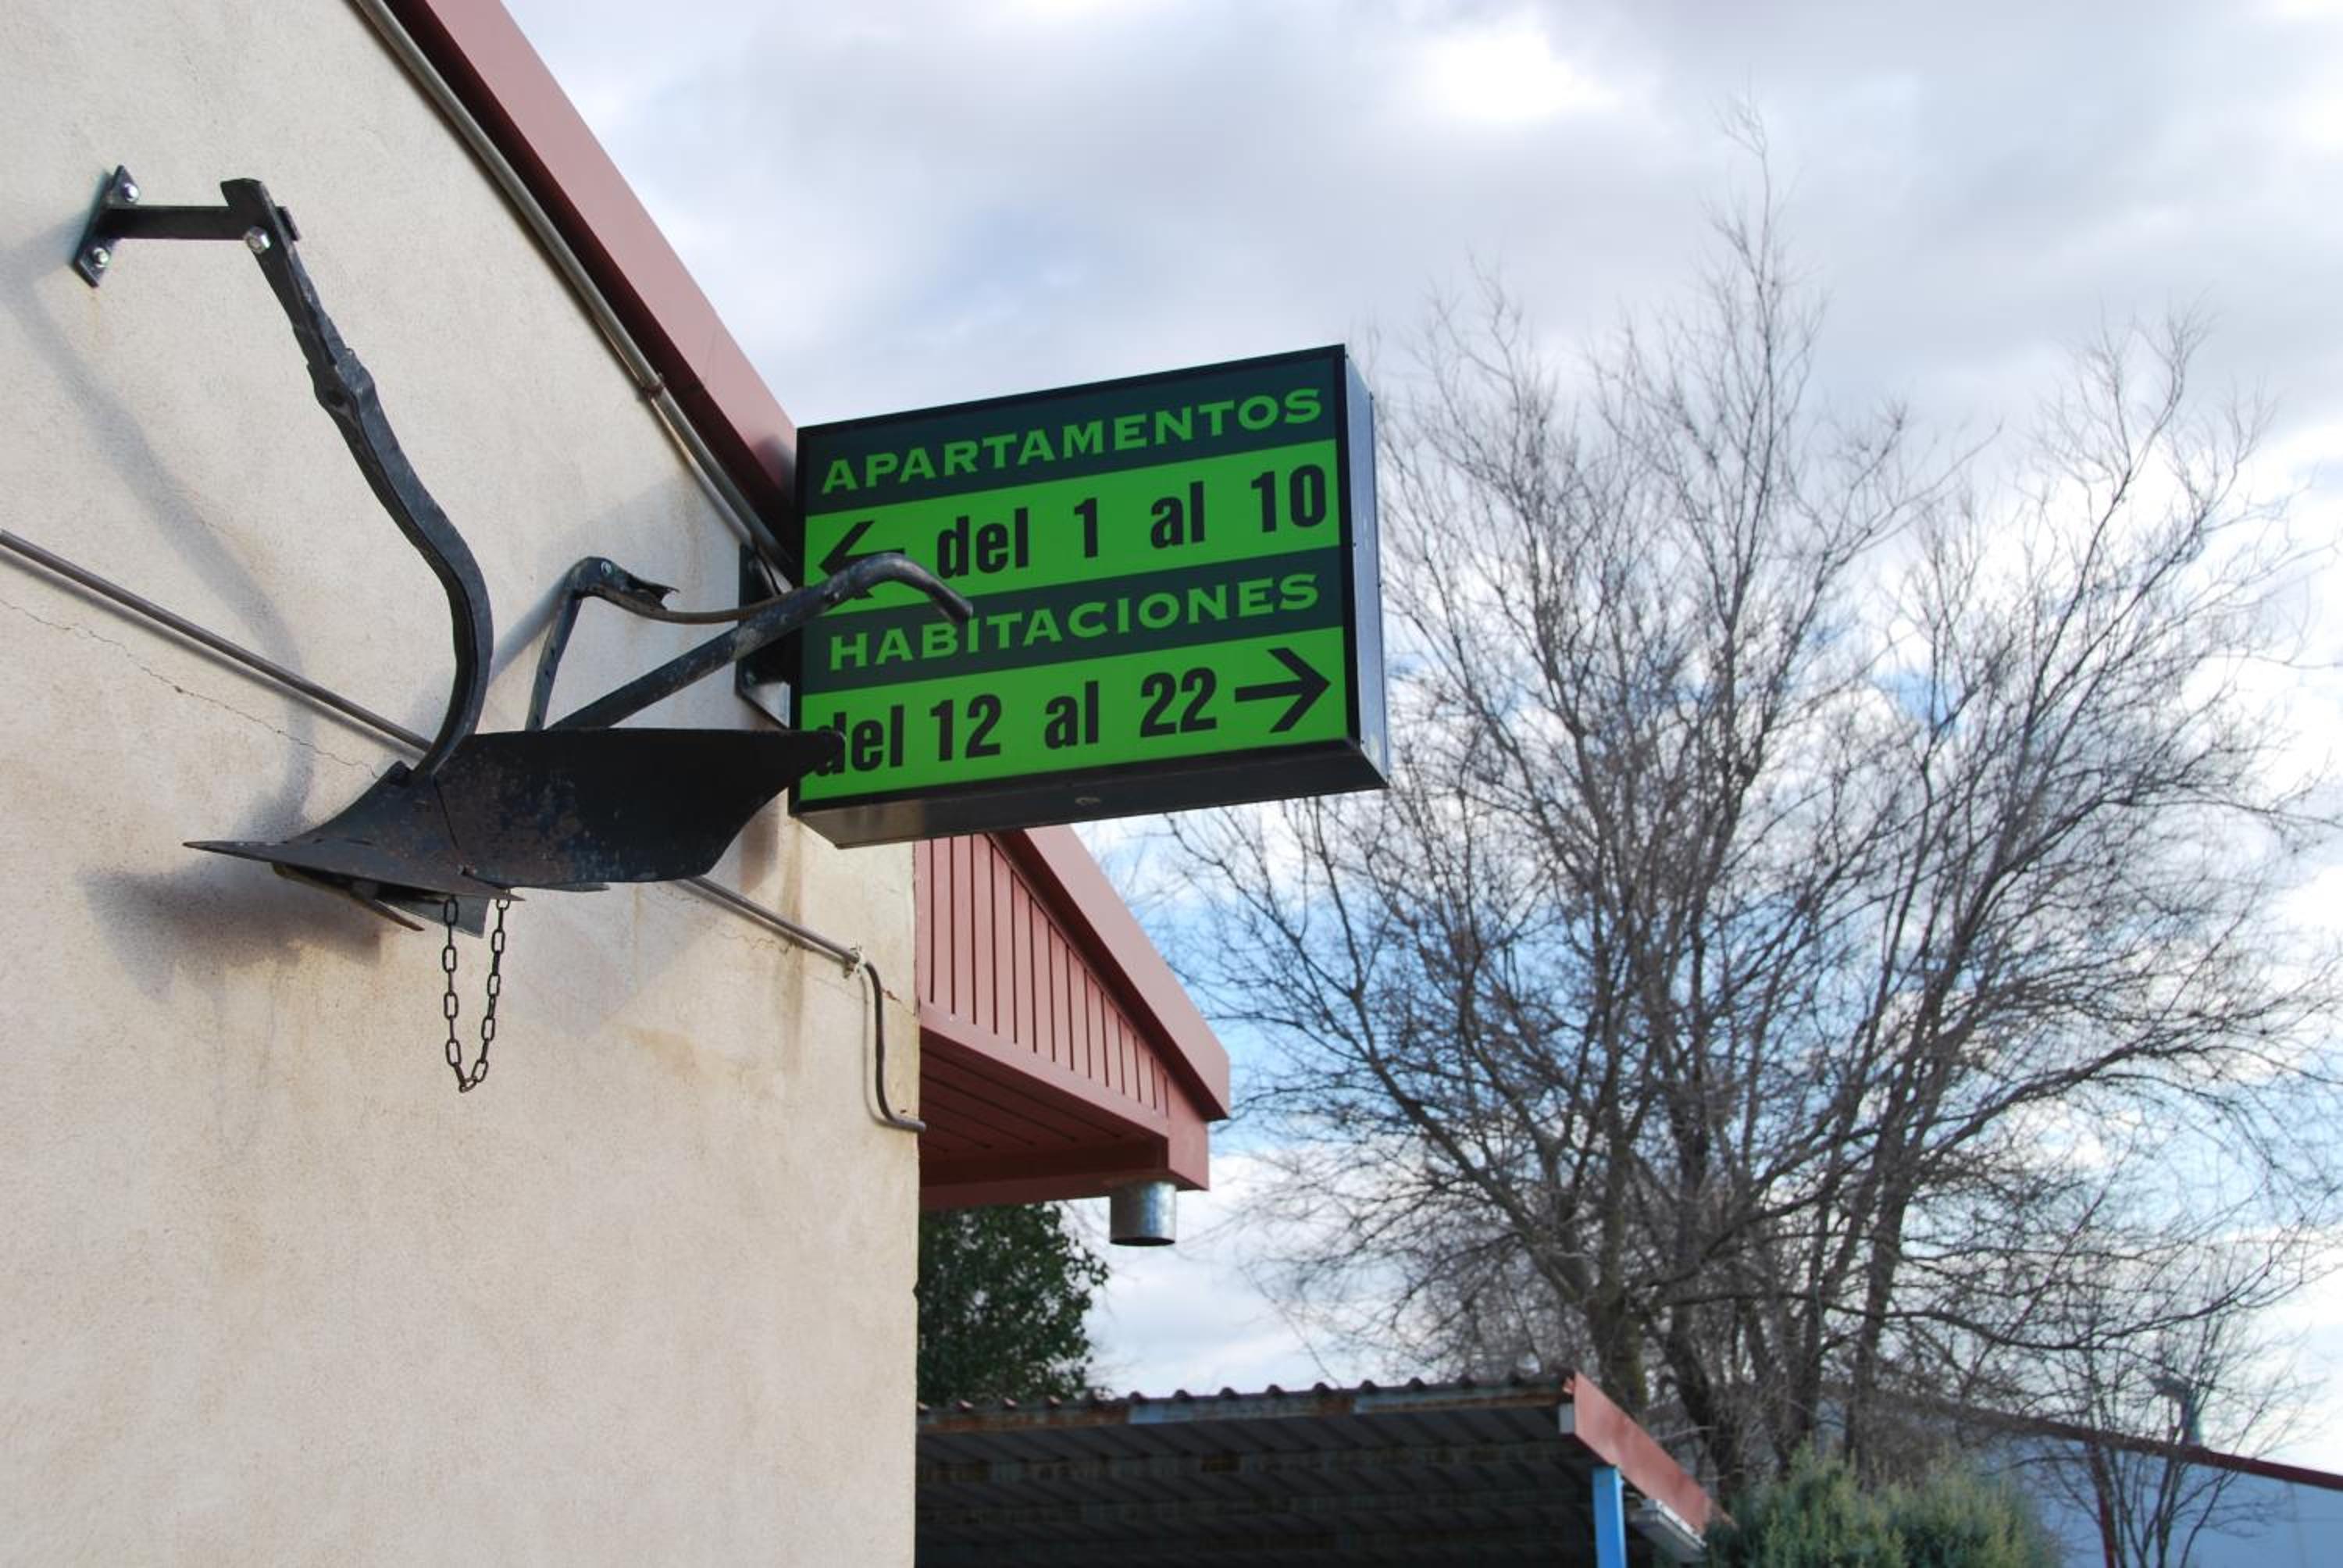 APARTAMENTOS
← del 1 al 10
HABITACIONES
del 12 al 22 →